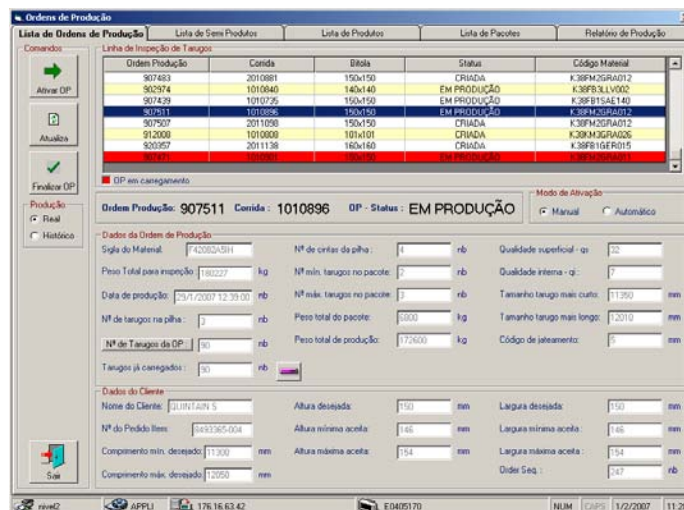 Ordens de Produção
Lista de Ordens de Produção Lista de Semi Produtos Lista de Produtos Lista de Pacotes Relatório de Produção
Comandos
Ativar OP
Atualiza
Finalizar OP
Produção
Real
Histórico
Sair
Linha de Inspeção de Tarugos
Ordem Produção Corrida Bitola Status Código Material
907483 2010881 150x150 CRIADA K38FM2GRA012
902974 1010840 140x140 EM PRODUÇÃO K38FB3LLV002
907439 1010735 150x150 EM PRODUÇÃO K38FB1SAE140
907511 1010896 150x150 EM PRODUÇÃO K38FM2GRA012
907507 2011098 150x150 CRIADA K38FM2GRA012
912008 1010808 101x101 CRIADA K38KM3GRA026
920357 2011138 160x160 CRIADA K38FB1GER015
907471 1010901 150x150 EM PRODUÇÃO K38FM2GRA011
OP em carregamento
Ordem Produção: 907511 Corrida : 1010896 OP - Status : EM PRODUÇÃO
Modo de Ativação
Manual Automático
Dados da Ordem de Produção
Sigla do Material: Nº de cintas da pilha : 4 nb Qualidade superficial - qs: 32
Peso Total para inspeção : 180227 kg Nº mín. tarugos no pacote: 2 nb Qualidade interna - qi : 7
Data de produção: 29/1/2007 12:39:00 nb Nº máx. tarugos no pacote: 3 nb Tamanho tarugo mais curto: 11350 mm
Nº de tarugos na pilha : 3 nb Peso total do pacote: 6800 kg Tamanho tarugo mais longo: 12010 mm
Nº de Tarugos da OP : 90 nb Peso total de produção: 172600 kg Código de jateamento: 5 mm
Tarugos já carregados : 90 nb
Dados do Cliente
Nome do Cliente: QUINTAIN S Altura desejada: 150 mm Largura desejada: 150 mm
Nº do Pedido Item: 8493365-004 Altura mínima aceita : 146 mm Largura mínima aceita : 146 mm
Comprimento mín. desejado: 11300 mm Altura máxima aceita: 154 mm Largura máxima aceita : 154 mm
Comprimento máx. desejado: 12050 mm Order Seq. : 247 nb
nivel2 APPLI 176.16.63.42 E0405170 NUM CAPS 1/2/2007